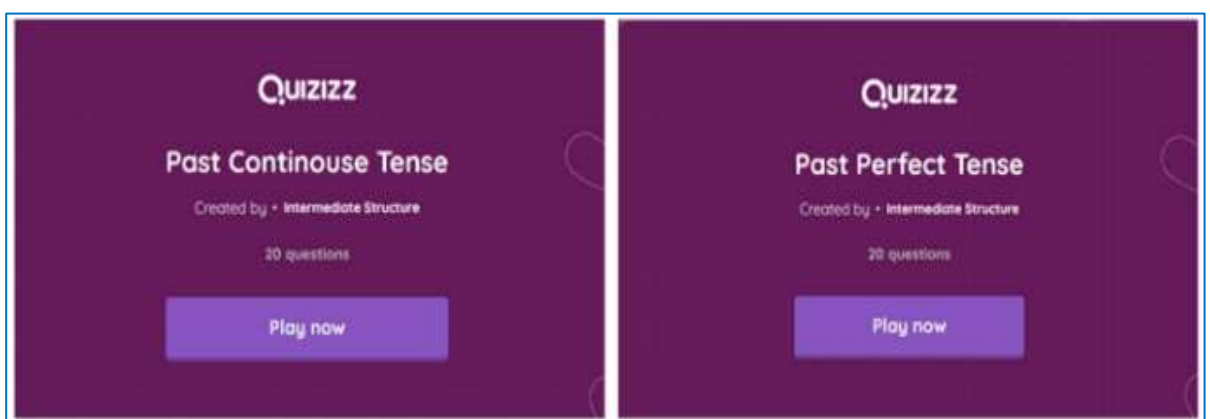 Quizizz
Past Continouse Tense
Created by • Intermediate Structure
20 questions
Play now
Quizizz
Past Perfect Tense
Created by • Intermediate Structure
20 questions
Play now